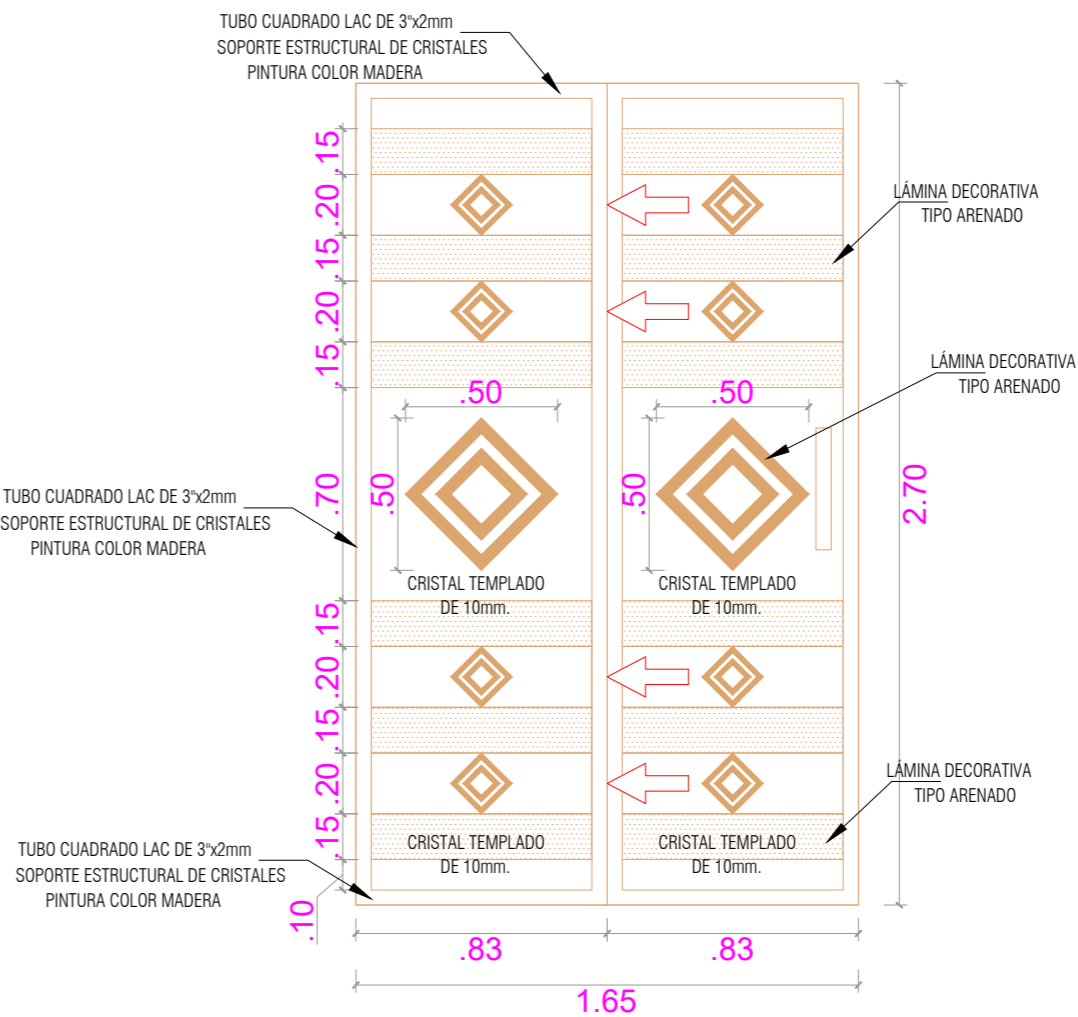 TUBO CUADRADO LAC DE 3"x2mm
SOPORTE ESTRUCTURAL DE CRISTALES
PINTURA COLOR MADERA
.15
.20
LÁMINA DECORATIVA
TIPO ARENADO
.15
.20
.15
LÁMINA DECORATIVA
TIPO ARENADO
.50
.50
.70
.50
.50
2.70
TUBO CUADRADO LAC DE 3"x2mm
SOPORTE ESTRUCTURAL DE CRISTALES
PINTURA COLOR MADERA
CRISTAL TEMPLADO
DE 10mm.
CRISTAL TEMPLADO
DE 10mm.
.15
.20
.15
.20
LÁMINA DECORATIVA
TIPO ARENADO
.15
CRISTAL TEMPLADO
DE 10mm.
CRISTAL TEMPLADO
DE 10mm.
TUBO CUADRADO LAC DE 3"x2mm
SOPORTE ESTRUCTURAL DE CRISTALES
PINTURA COLOR MADERA
.10
.83
.83
1.65